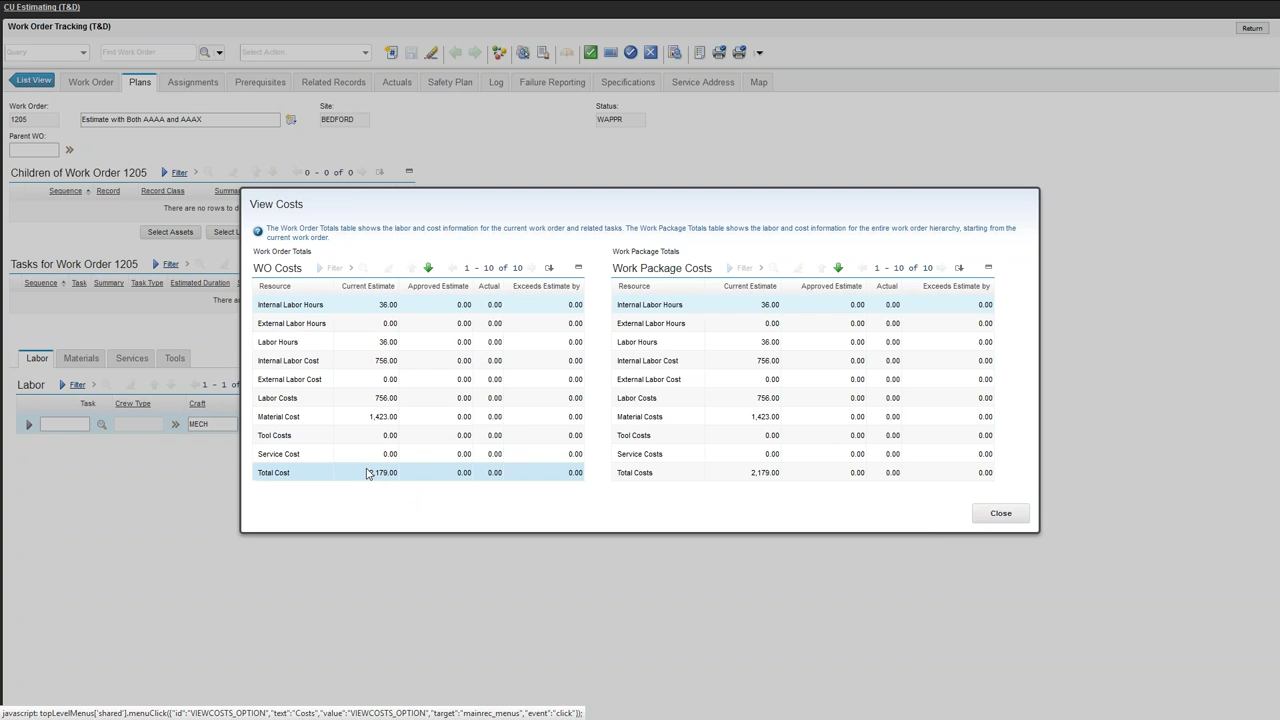 CU Estimating (T&D)
Work Order Tracking (T&D)
Return
Query
Find Work Order
Select Action
List View
Work Order
Plans
Assignments
Prerequisites
Related Records
Actuals
Safety Plan
Log
Failure Reporting
Specifications
Service Address
Map
Work Order:
Site:
Status:
1205
Estimate with Both AAAA and AAAX
BEDFORD
WAPPR
Parent WO:
Children of Work Order 1205
Filter
0 - 0 of 0
Sequence
Record
Record Class
There are no rows to
Select Assets
Tasks for Work Order 1205
Filter
Sequence
Task
Summary
Task Type
Estimated Duration
Labor
Materials
Services
Tools
Labor
Filter
1 - 1
Task
Crew Type
Craft
MECH
View Costs
The Work Order Totals table shows the labor and cost information for the current work order and related tasks. The Work Package Totals table shows the labor and cost information for the entire work order hierarchy, starting from the
current work order.
Work Order Totals
WO Costs
Filter
1 - 10 of 10
Resource Current Estimate Approved Estimate Actual Exceeds Estimate by
Internal Labor Hours 36.00 0.00 0.00 0.00
External Labor Hours 0.00 0.00 0.00 0.00
Labor Hours 36.00 0.00 0.00 0.00
Internal Labor Cost 756.00 0.00 0.00 0.00
External Labor Cost 0.00 0.00 0.00 0.00
Labor Costs 756.00 0.00 0.00 0.00
Material Cost 1,423.00 0.00 0.00 0.00
Tool Costs 0.00 0.00 0.00 0.00
Service Cost 0.00 0.00 0.00 0.00
Total Cost 2,179.00 0.00 0.00 0.00
Work Package Totals
Work Package Costs
Filter
1 - 10 of 10
Resource Current Estimate Approved Estimate Actual Exceeds Estimate by
Internal Labor Hours 36.00 0.00 0.00 0.00
External Labor Hours 0.00 0.00 0.00 0.00
Labor Hours 36.00 0.00 0.00 0.00
Internal Labor Cost 756.00 0.00 0.00 0.00
External Labor Cost 0.00 0.00 0.00 0.00
Labor Costs 756.00 0.00 0.00 0.00
Material Costs 1,423.00 0.00 0.00 0.00
Tool Costs 0.00 0.00 0.00 0.00
Service Costs 0.00 0.00 0.00 0.00
Total Costs 2,179.00 0.00 0.00 0.00
Close
javascript: topLevelMenus['shared'].menuClick({"id":"VIEWCOSTS_OPTION","text":"Costs","value":"VIEWCOSTS_OPTION","target":"mainrec_menus","event":"click"});